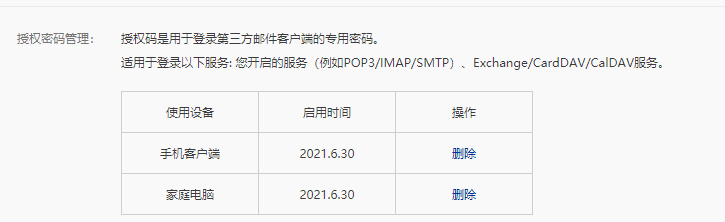 授权密码管理： 授权码是用于登录第三方邮件客户端的专用密码。
适用于登录以下服务: 您开启的服务（例如POP3/IMAP/SMTP）、Exchange/CardDAV/CalDAV服务。
使用设备 启用时间 操作
手机客户端 2021.6.30 删除
家庭电脑 2021.6.30 删除